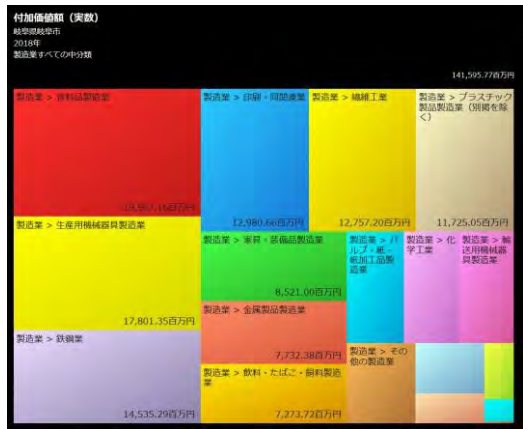 付加価値額（実数）
岐阜県岐阜市
2018年
製造業すべての中分類
141,595.77百万円
製造業 > 食料品製造業
百万円
製造業 > 印刷・同関連業
12,980.66百万円
製造業 > 繊維工業
12,757.20百万円
製造業 > プラスチック
製品製造業（別掲を除
く）
11,725.05百万円
製造業 > 生産用機械器具製造業
17,801.35百万円
製造業 > 家具・装備品製造業
8,521.00百万円
製造業 > パ
ルプ・紙・
紙加工品製
造業
製造業 > 化
学工業
製造業 > 輸
送用機械器
具製造業
製造業 > 金属製品製造業
7,732.38百万円
製造業 > 鉄鋼業
14,535.29百万円
製造業 > 飲料・たばこ・飼料製造
業
7,273.72百万円
製造業 > その
他の製造業